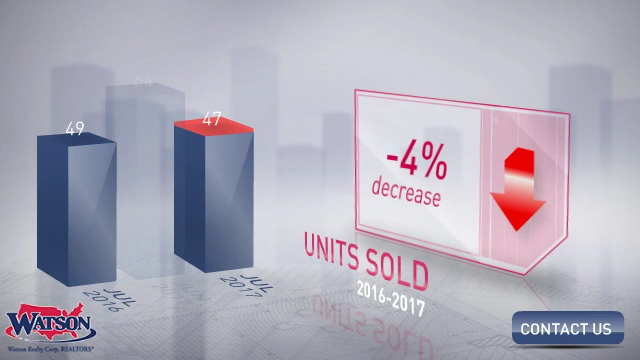 49
47
JUL
2016
JUL
2017
-4%
decrease
UNITS SOLD
2016-2017
WATSON
Watson Realty Corp. REALTORS®
CONTACT US